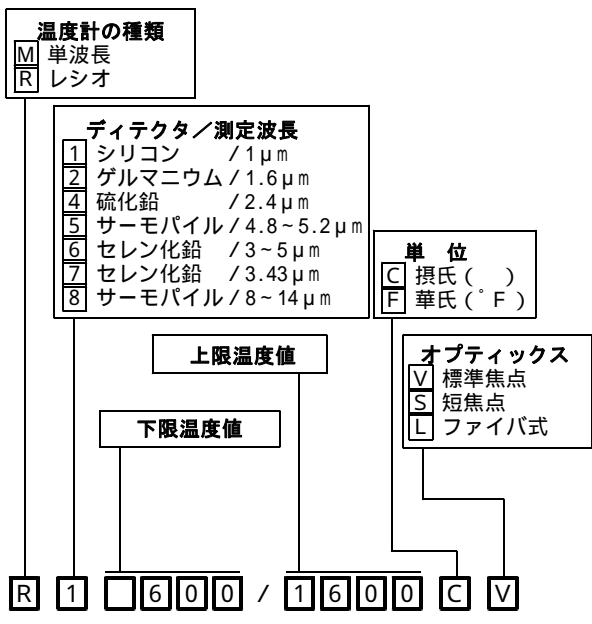 温度計の種類
M 単波長
R レシオ
ディテクタ／測定波長
1 シリコン /1μm
2 ゲルマニウム/1.6μm
4 硫化鉛 /2.4μm
5 サーモパイル/4.8~5.2μm
6 セレン化鉛 /3~5μm
7 セレン化鉛 /3.43μm
8 サーモパイル/8~14μm
単 位
C 摂氏( )
F 華氏(°F)
上限温度値
オプティックス
V 標準焦点
S 短焦点
L ファイバ式
下限温度値
R 1 600 / 1600 C V